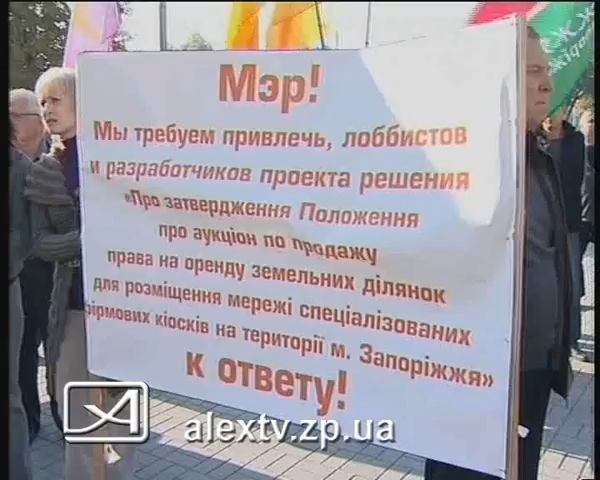 Мэр!
Мы требуем привлечь, лоббистов
и разработчиков проекта решения
«Про затвердження Положення
про аукціон по продажу
права на оренду земельних ділянок
для розміщення мережі спеціалізованих
фірмових кіосків на території м. Запоріжжя»
к ответу!
alextv.zp.ua